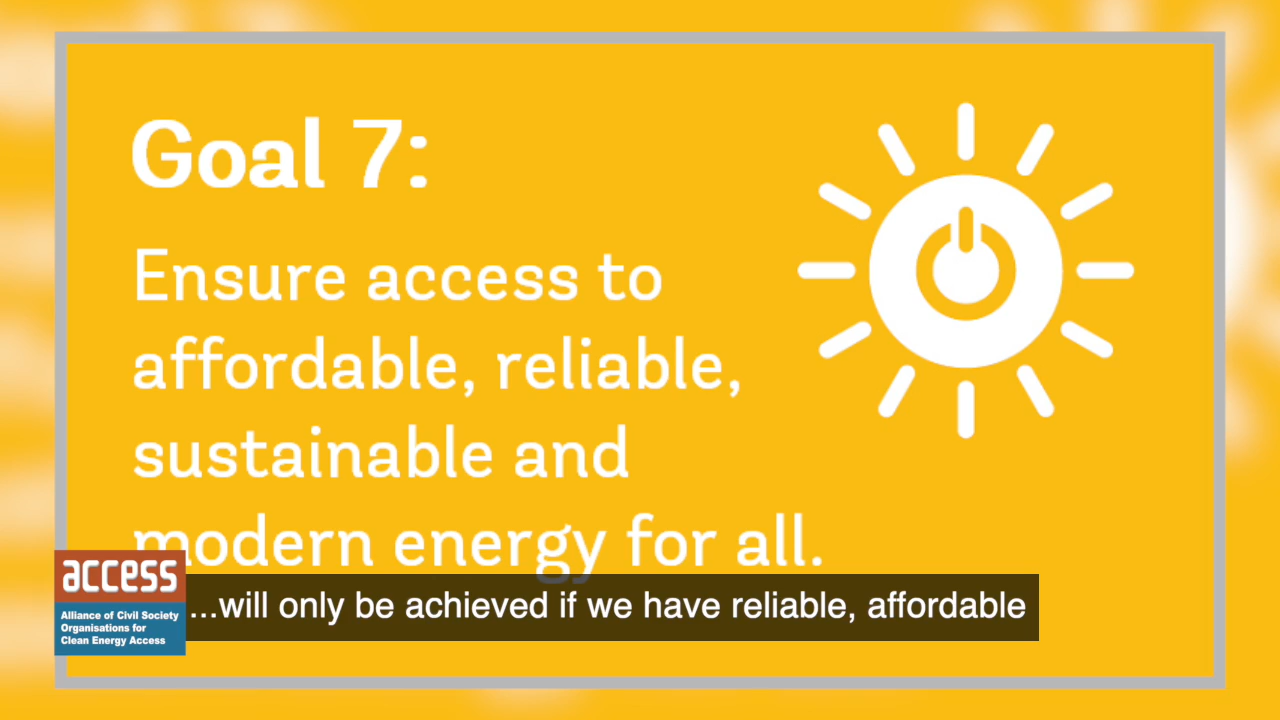 Goal 7:
Ensure access to
affordable, reliable,
sustainable and
modern energy for all.
access
Alliance of Civil Society
Organisations for
Clean Energy Access
...will only be achieved if we have reliable, affordable